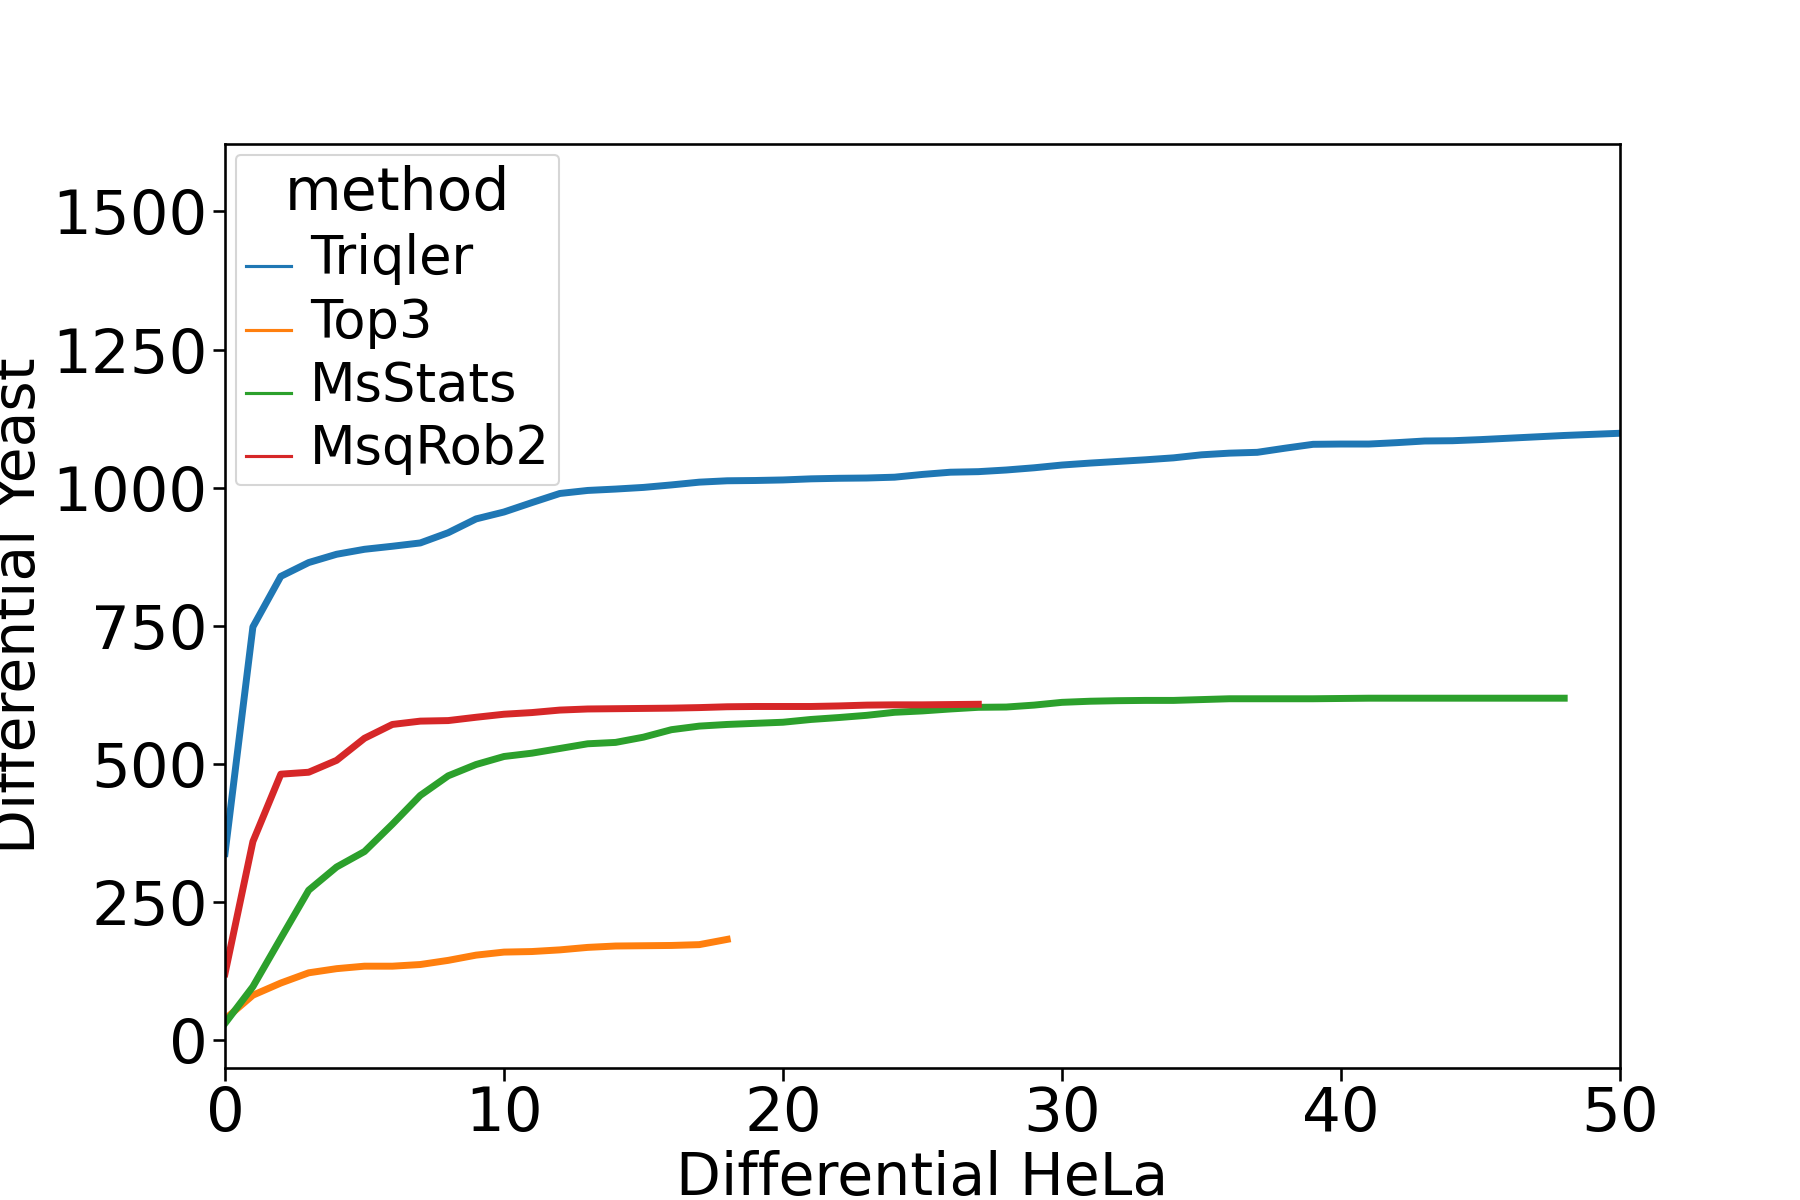 method
Triqler
Top3
MsStats
MsqRob2
1500
1250
1000
750
500
250
0
Differential Yeast
0 10 20 30 40 50
Differential HeLa